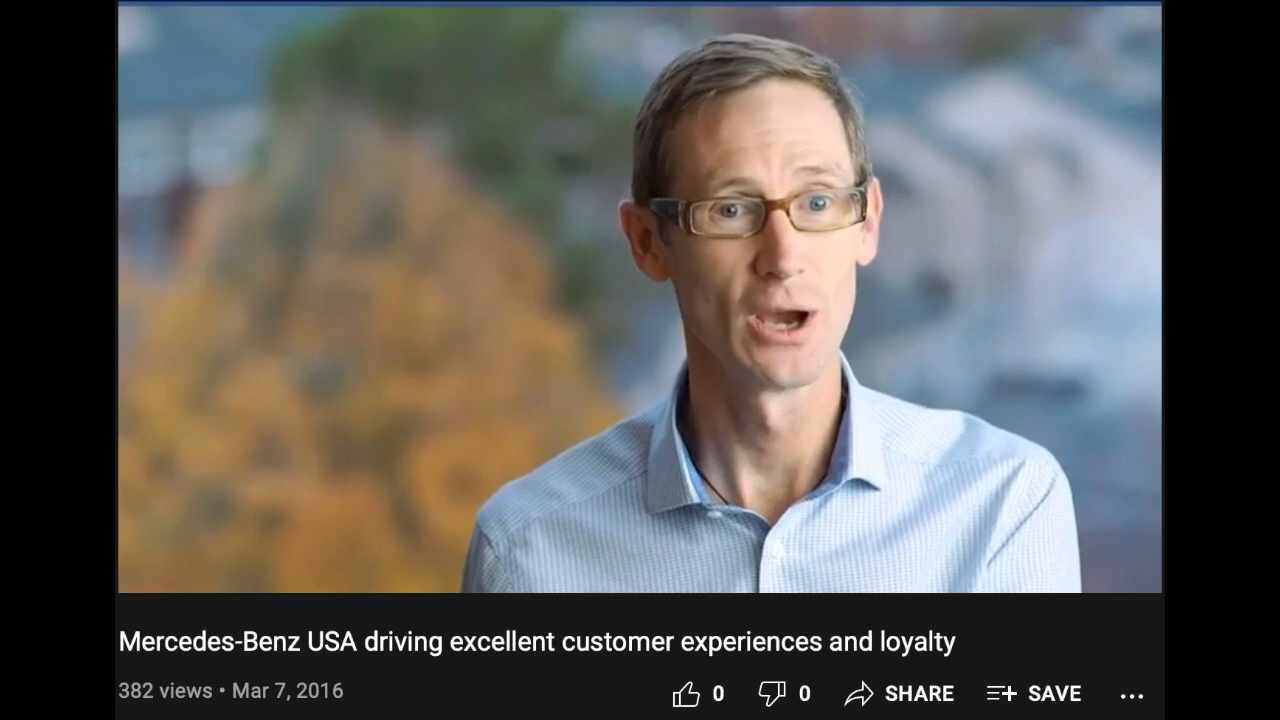 Mercedes-Benz USA driving excellent customer experiences and loyalty
382 views • Mar 7, 2016 0 0 SHARE SAVE ...